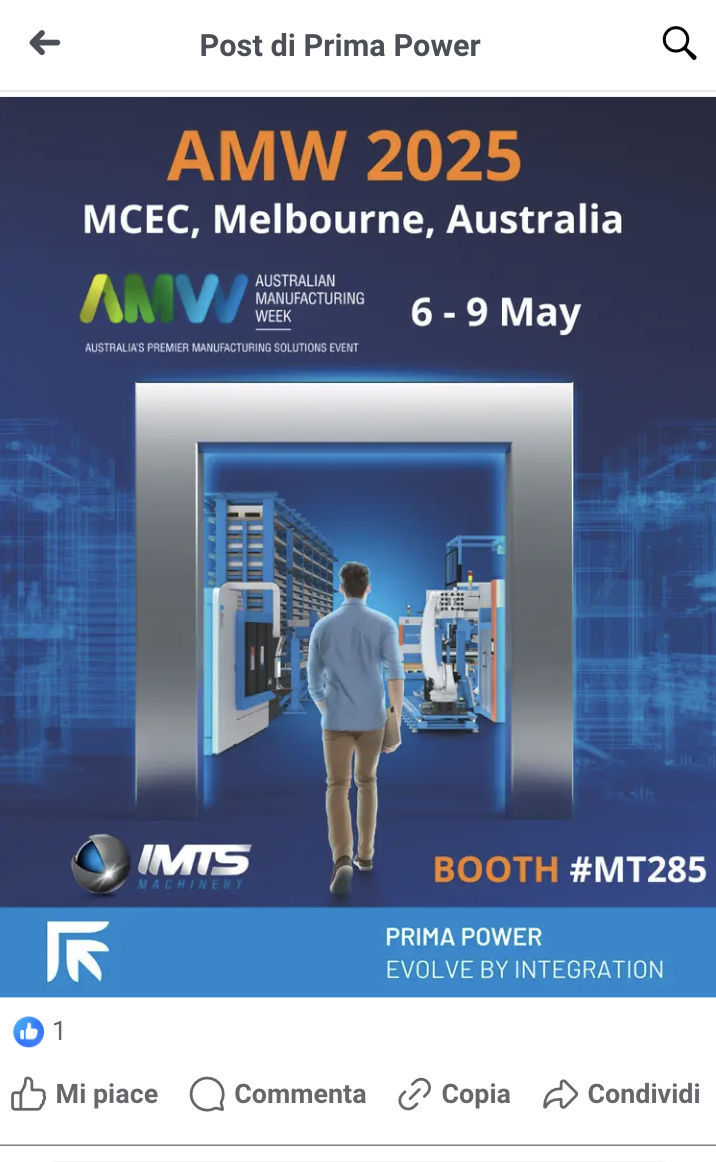 Post di Prima Power
AMW 2025
MCEC, Melbourne, Australia
AMW
AUSTRALIAN
MANUFACTURING
WEEK
6 - 9 May
AUSTRALIA'S PREMIER MANUFACTURING SOLUTIONS EVENT
IMTS
MACHINERY
BOOTH #MT285
PRIMA POWER
EVOLVE BY INTEGRATION
1
Mi piace
Commenta
Copia
Condividi